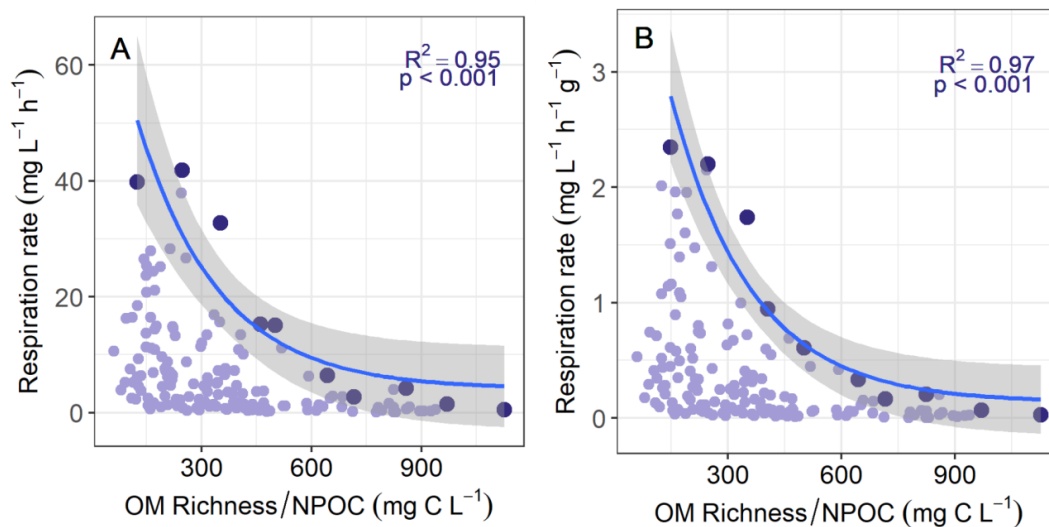 A
R² = 0.95
p < 0.001
Respiration rate (mg L⁻¹ h⁻¹)
60
40
20
0
300 600 900
OM Richness/NPOC (mg C L⁻¹)
B
R² = 0.97
p < 0.001
Respiration rate (mg L⁻¹ h⁻¹ g⁻¹)
3
2
1
0
300 600 900
OM Richness/NPOC (mg C L⁻¹)